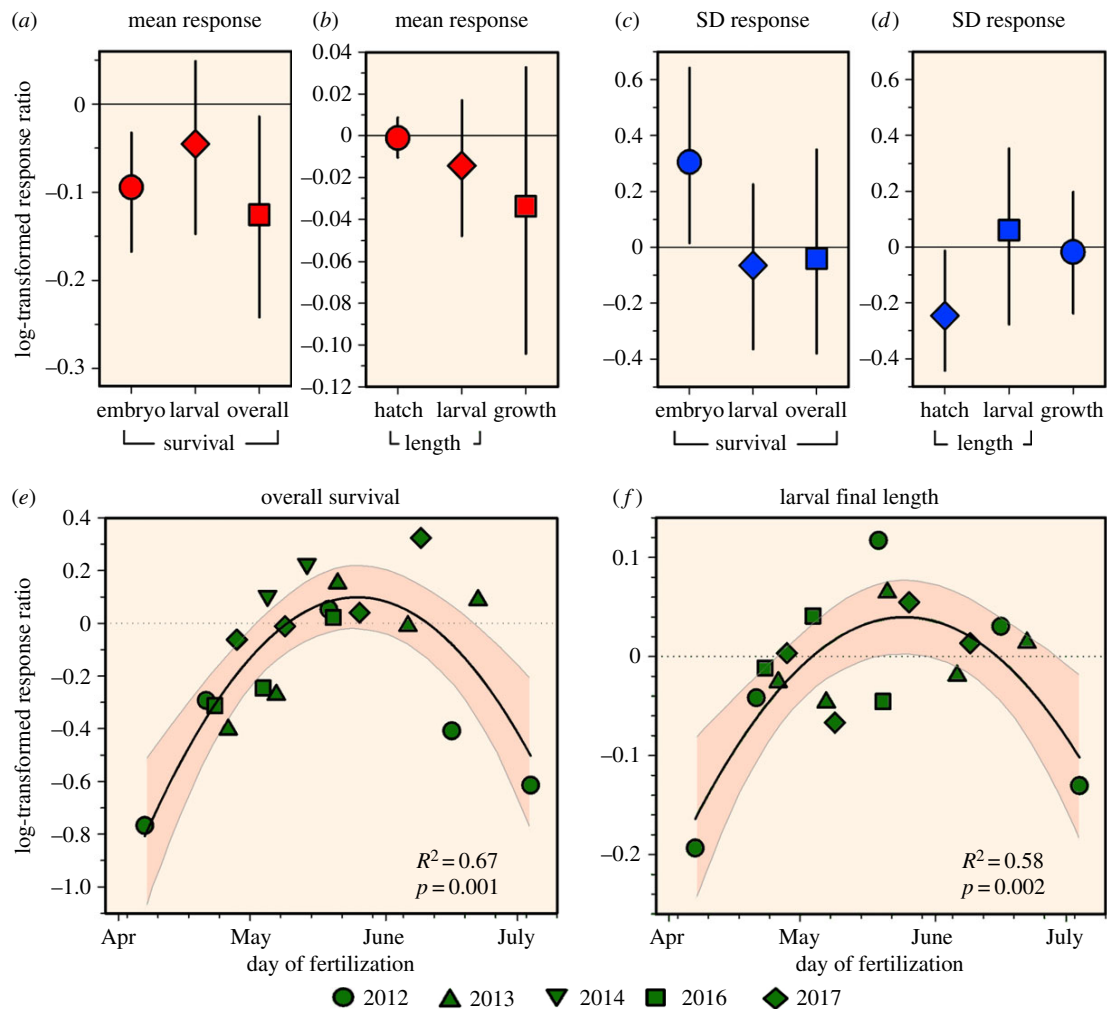 (a) mean response (b) mean response (c) SD response (d) SD response
log-transformed response ratio
0
–0.1
–0.2
–0.3
embryo larval overall
survival
0.04
0.02
0
–0.02
–0.04
–0.06
–0.08
–0.10
–0.12
hatch larval growth
length
0.6
0.4
0.2
0
–0.2
–0.4
embryo larval overall
survival
0.6
0.4
0.2
0
–0.2
–0.4
hatch larval growth
length
(e) overall survival
log-transformed response ratio
0.4
0.2
0
–0.2
–0.4
–0.6
–0.8
–1.0
R² = 0.67
p = 0.001
Apr May June July
day of fertilization
(f) larval final length
0.1
0
–0.1
–0.2
R² = 0.58
p = 0.002
Apr May June July
day of fertilization
2012 2013 2014 2016 2017